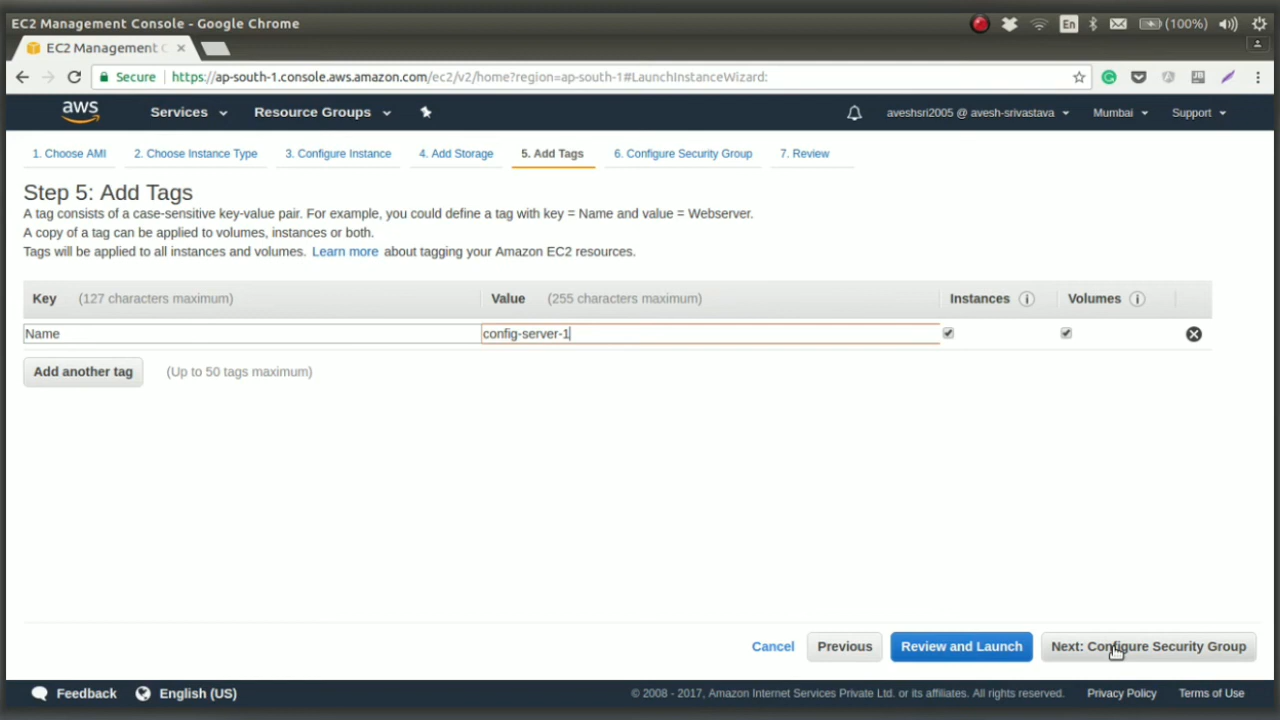 EC2 Management Console - Google Chrome
En
(100%)
EC2 Management C
Secure https://ap-south-1.console.aws.amazon.com/ec2/v2/home?region=ap-south-1#LaunchInstanceWizard:
aws Services Resource Groups aveshsri2005 @ avesh-srivastava Mumbai Support
1. Choose AMI 2. Choose Instance Type 3. Configure Instance 4. Add Storage 5. Add Tags 6. Configure Security Group 7. Review
Step 5: Add Tags
A tag consists of a case-sensitive key-value pair. For example, you could define a tag with key = Name and value = Webserver.
A copy of a tag can be applied to volumes, instances or both.
Tags will be applied to all instances and volumes. Learn more about tagging your Amazon EC2 resources.
Key (127 characters maximum) Value (255 characters maximum) Instances i Volumes i
Name config-server-1
Add another tag (Up to 50 tags maximum)
Cancel Previous Review and Launch Next: Configure Security Group
Feedback English (US) © 2008 - 2017, Amazon Internet Services Private Ltd. or its affiliates. All rights reserved. Privacy Policy Terms of Use